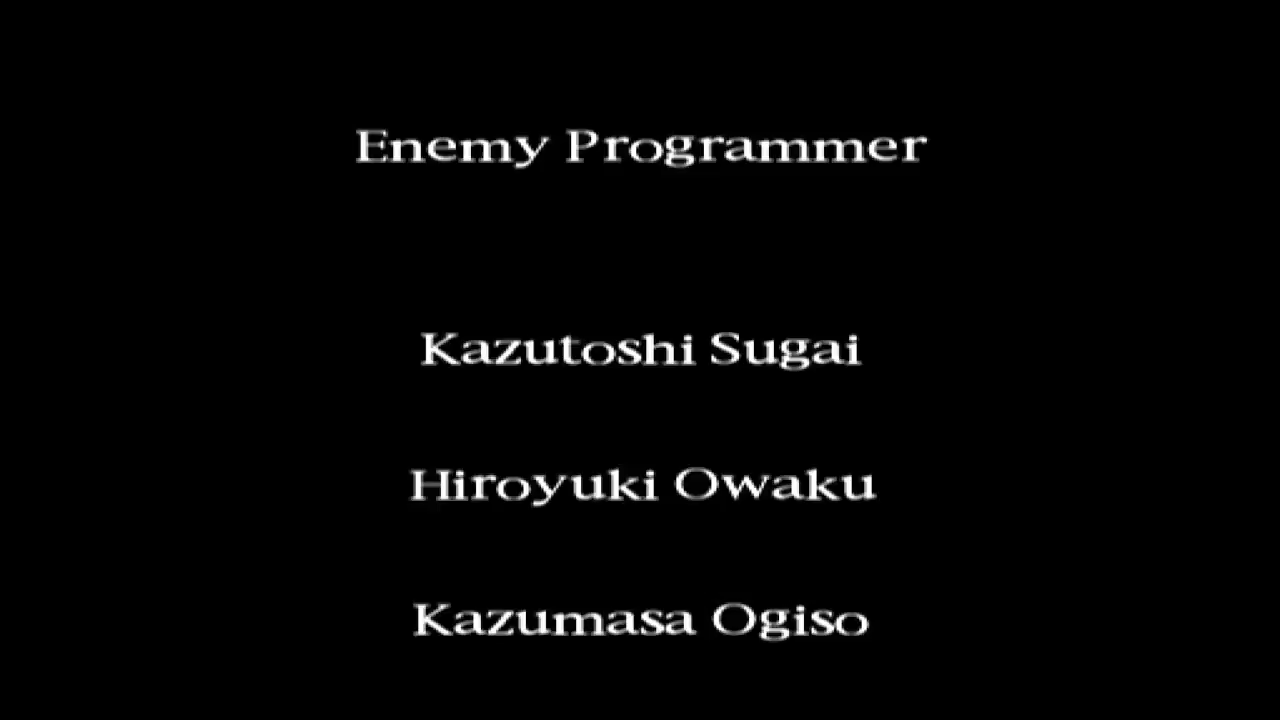 Enemy Programmer
Kazutoshi Sugai
Hiroyuki Owaku
Kazumasa Ogiso